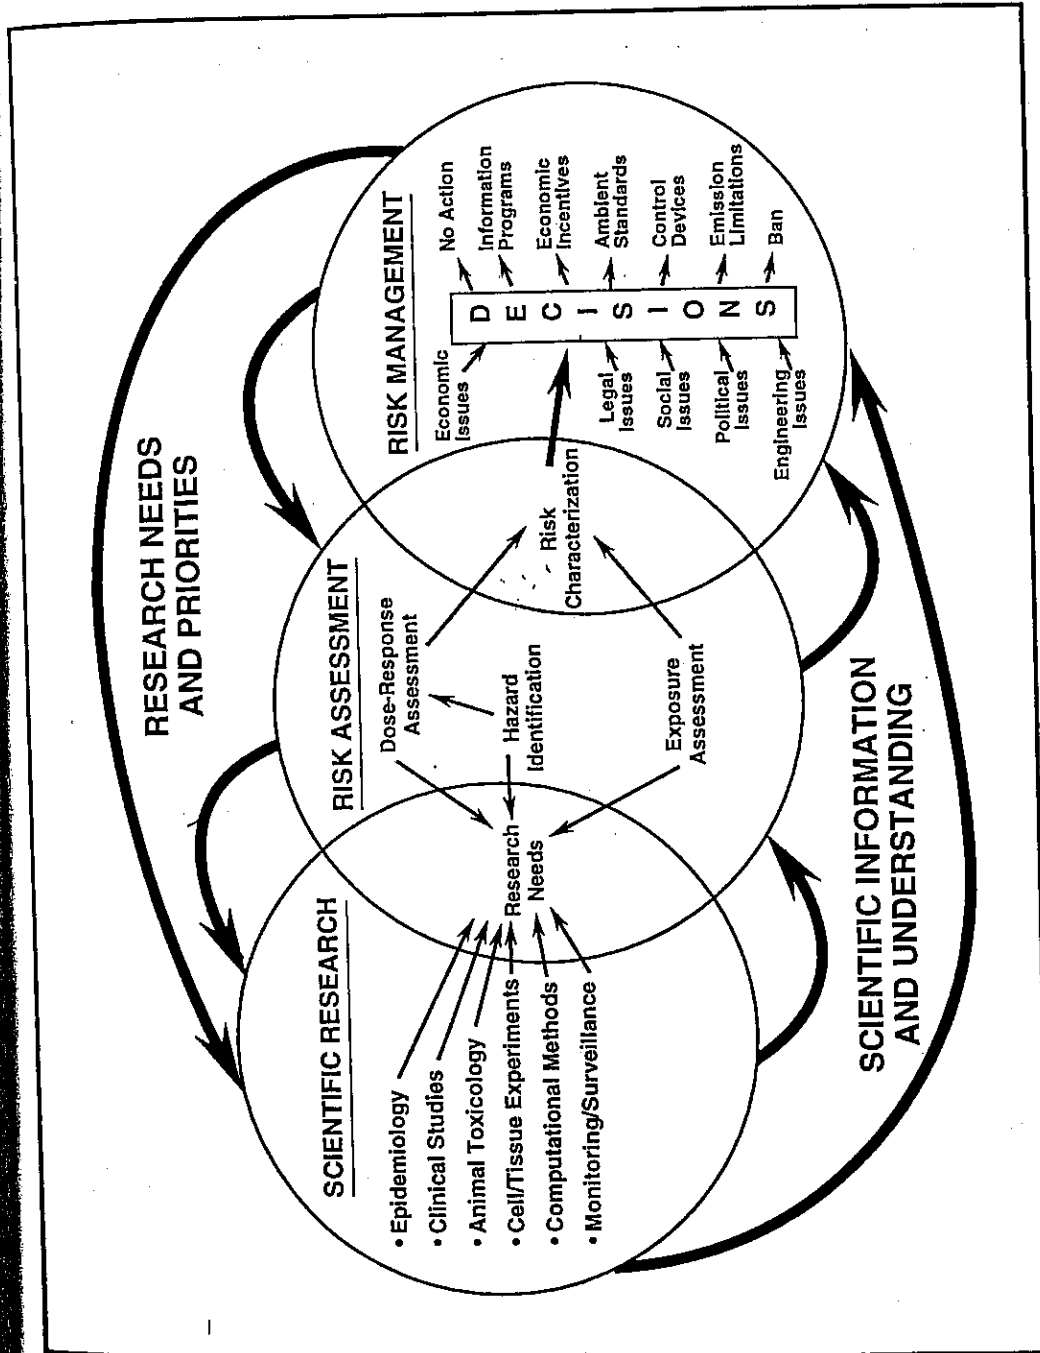 RESEARCH NEEDS
AND PRIORITIES
SCIENTIFIC RESEARCH
• Epidemiology
• Clinical Studies
• Animal Toxicology
• Cell/Tissue Experiments
• Computational Methods
• Monitoring/Surveillance
Research
Needs
RISK ASSESSMENT
Dose-Response
Assessment
Hazard
Identification
Exposure
Assessment
Risk
Characterization
RISK MANAGEMENT
Economic
Issues
Legal
Issues
Social
Issues
Political
Issues
Engineering
Issues
DECISIONS
No Action
Information
Programs
Economic
Incentives
Ambient
Standards
Control
Devices
Emission
Limitations
Ban
SCIENTIFIC INFORMATION
AND UNDERSTANDING